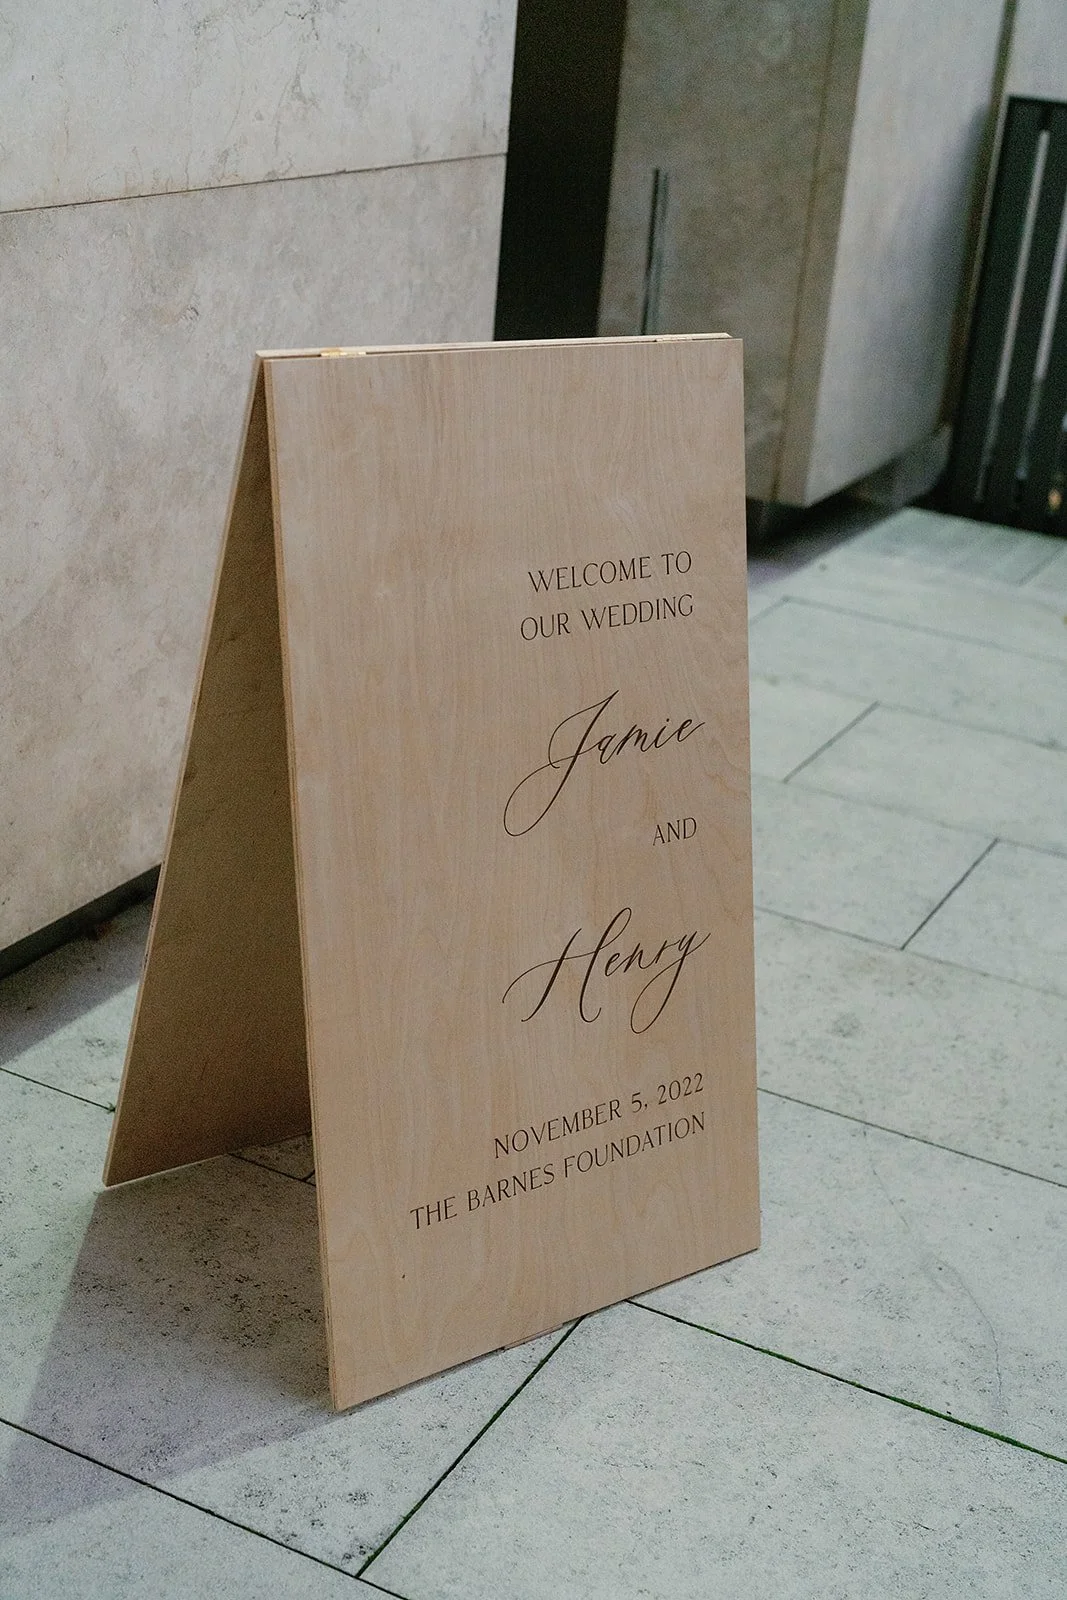 WELCOME TO
OUR WEDDING
Jamie
AND
Henry
NOVEMBER 5, 2022
THE BARNES FOUNDATION